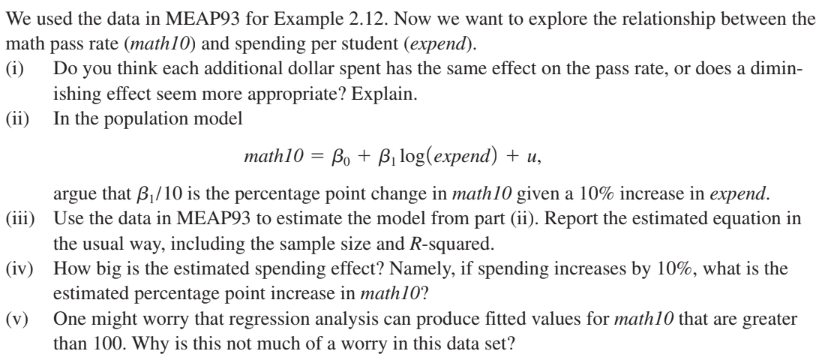 We used the data in MEAP93 for Example 2.12. Now we want to explore the relationship between the
math pass rate (math10) and spending per student (expend).
(i) Do you think each additional dollar spent has the same effect on the pass rate, or does a dimin-
ishing effect seem more appropriate? Explain.
(ii) In the population model
math10 = β₀ + β₁ log(expend) + u,
argue that β₁/10 is the percentage point change in math10 given a 10% increase in expend.
(iii) Use the data in MEAP93 to estimate the model from part (ii). Report the estimated equation in
the usual way, including the sample size and R-squared.
(iv) How big is the estimated spending effect? Namely, if spending increases by 10%, what is the
estimated percentage point increase in math10?
(v) One might worry that regression analysis can produce fitted values for math10 that are greater
than 100. Why is this not much of a worry in this data set?